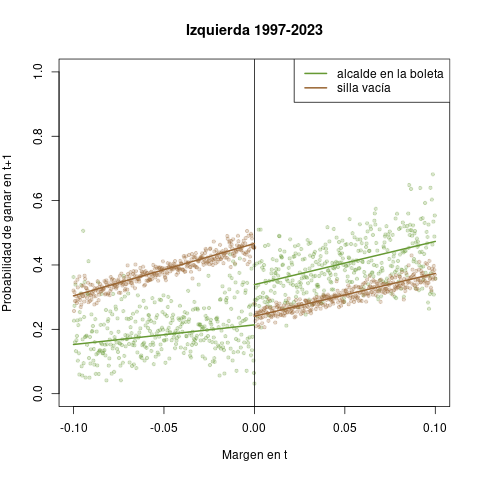 Izquierda 1997-2023
alcalde en la boleta
silla vacía
Probabilidad de ganar en t+1
1.0
0.8
0.6
0.4
0.2
0.0
-0.10
-0.05
0.00
0.05
0.10
Margen en t